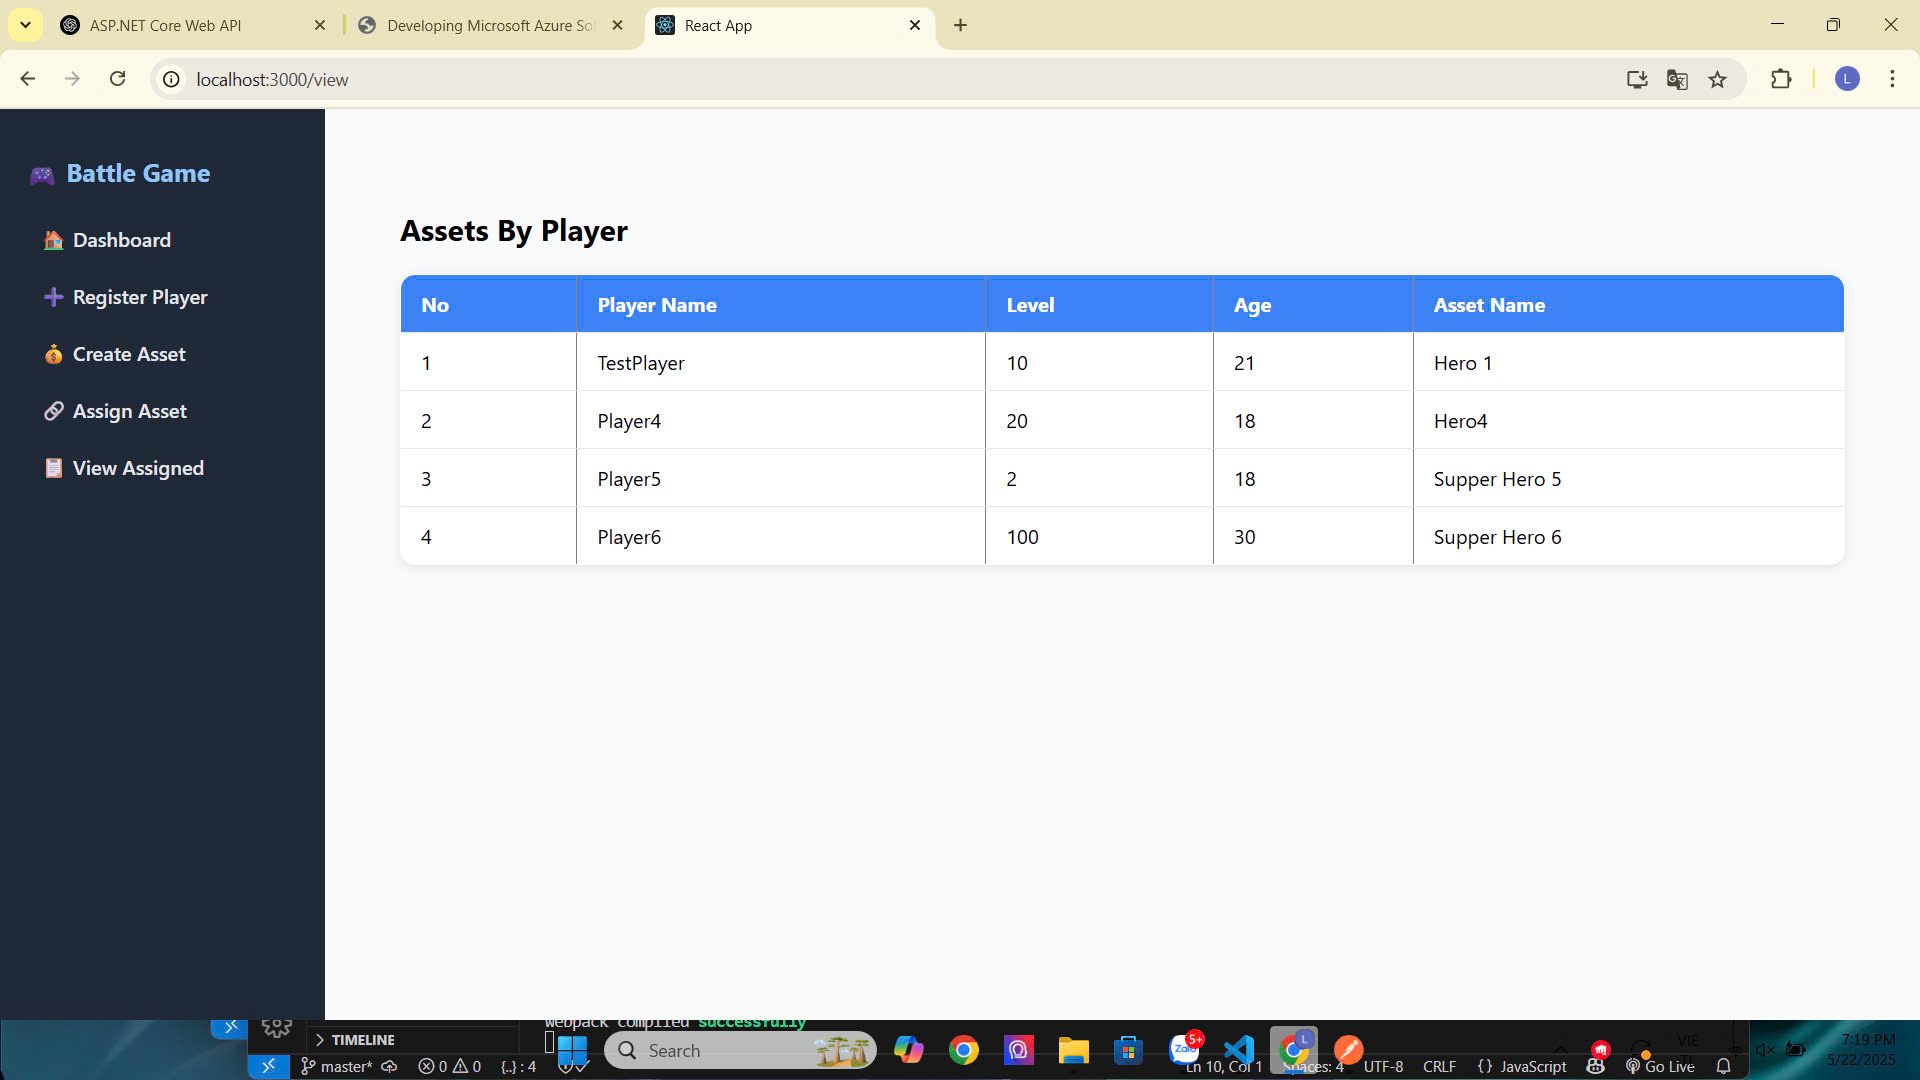 ASP.NET Core Web API
Developing Microsoft Azure So
React App
localhost:3000/view
L
Battle Game
Dashboard
Register Player
Create Asset
Assign Asset
View Assigned
Assets By Player
No Player Name Level Age Asset Name
1 TestPlayer 10 21 Hero 1
2 Player4 20 18 Hero4
3 Player5 2 18 Supper Hero 5
4 Player6 100 30 Supper Hero 6
webpack compiled successfully
TIMELINE
Search
Zalo
5+
L
VIE
7:19 PM
5/22/2025
master* 0 0 {..} : 4
Ln 10, Col 1 Spaces: 4 UTF-8 CRLF {} JavaScript Go Live